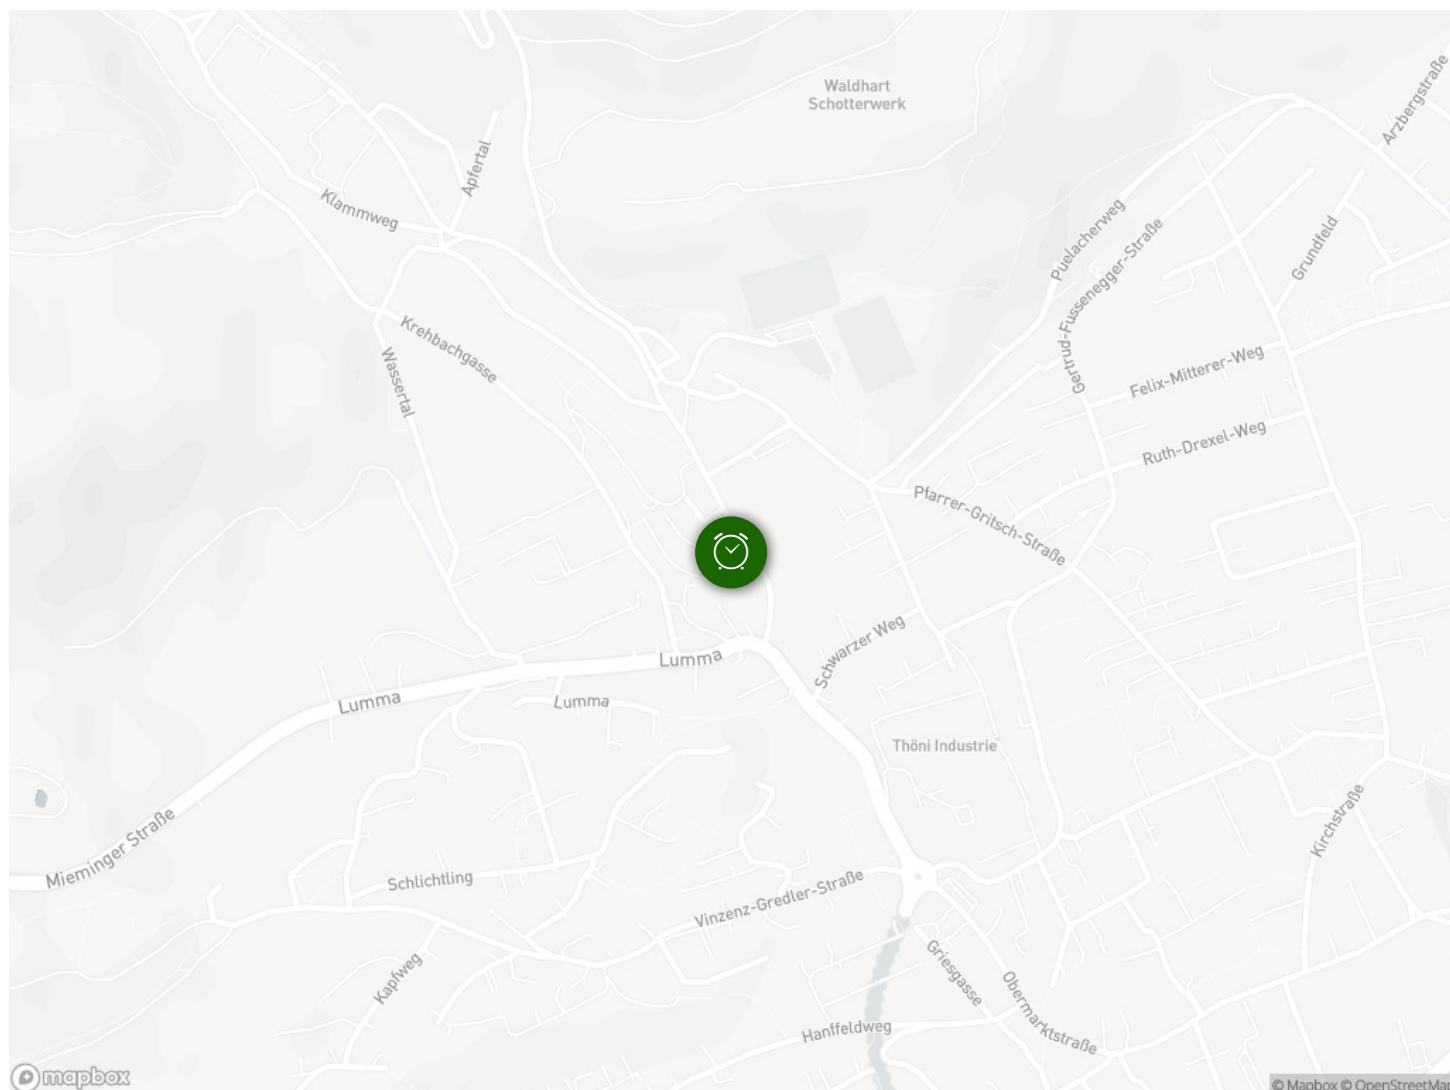 Waldhart
Schotterwerk
Arzbergstraße
Apfertal
Klammweg
Puelacherweg
Grundfeld
Gertrud-Fussenegger-Straße
Krehbachgasse
Wassertal
Felix-Mitterer-Weg
Ruth-Drexel-Weg
Pfarrer-Gritsch-Straße
Schwarzer Weg
Lumma
Lumma
Lumma
Thöni Industrie
Mieminger Straße
Kirchstraße
Schlichtling
Vinzenz-Gredler-Straße
Kapfweg
Griesgasse
Obermarktstraße
Hanffeldweg
mapbox
© Mapbox © OpenStreetMap